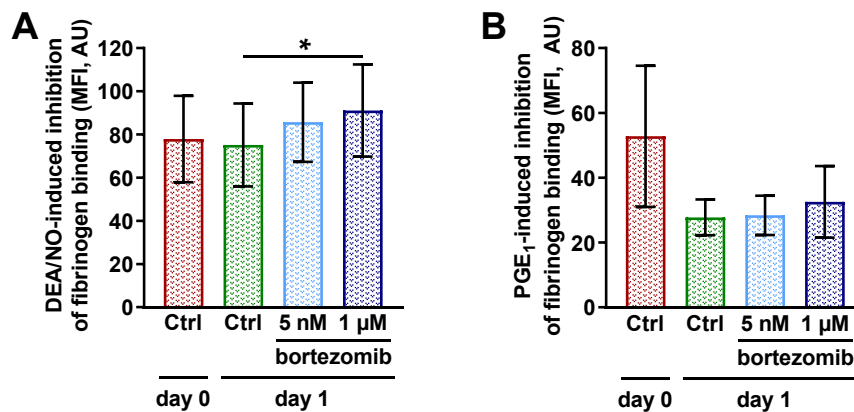 A
DEA/NO-induced inhibition
of fibrinogen binding (MFI, AU)
120
100
80
60
40
20
0
*
Ctrl Ctrl 5 nM 1 µM
bortezomib
day 0 day 1
B
PGE1-induced inhibition
of fibrinogen binding (MFI, AU)
80
60
40
20
0
Ctrl Ctrl 5 nM 1 µM
bortezomib
day 0 day 1